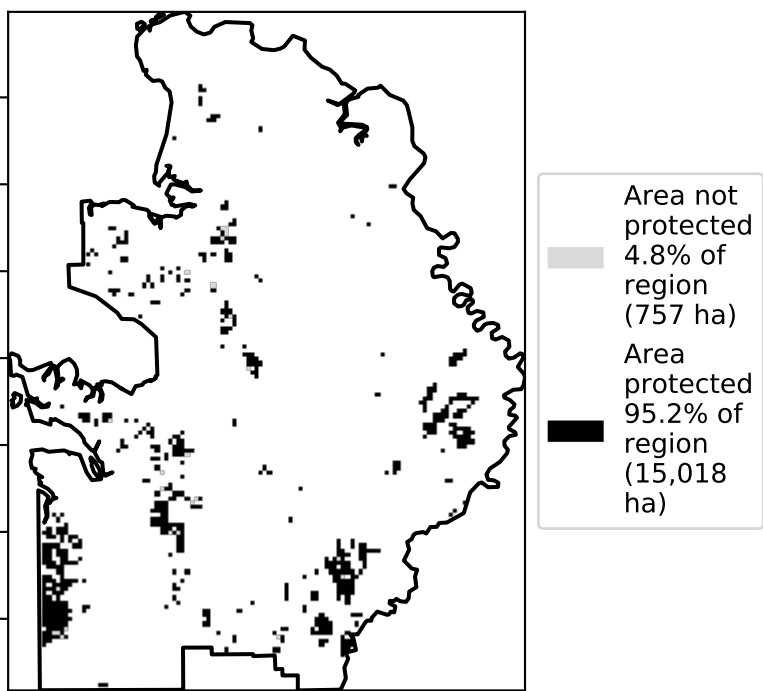 Area not
protected
4.8% of
region
(757 ha)
Area
protected
95.2% of
region
(15,018
ha)